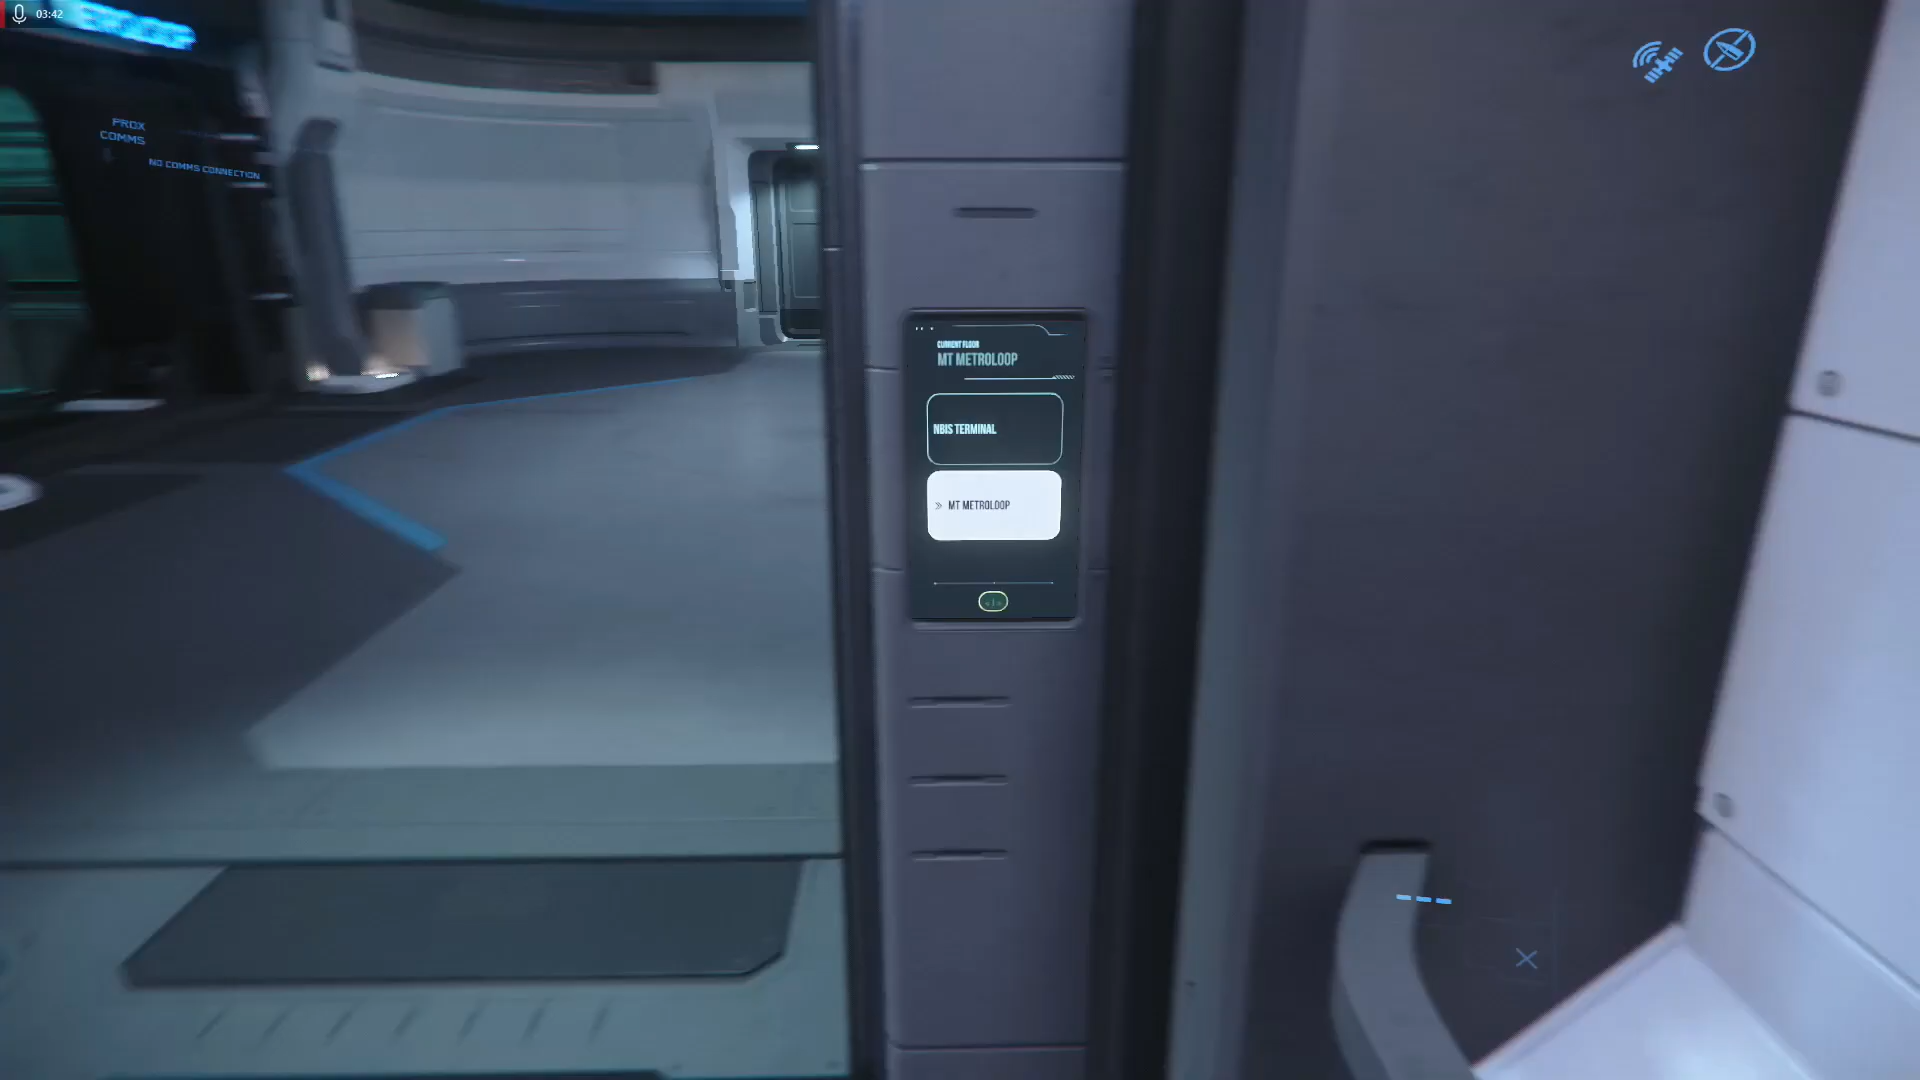 03:42
PROX
COMMS
NO COMMS CONNECTION
CURRENT FLOOR
MT METROLOOP
NBIS TERMINAL
» MT METROLOOP